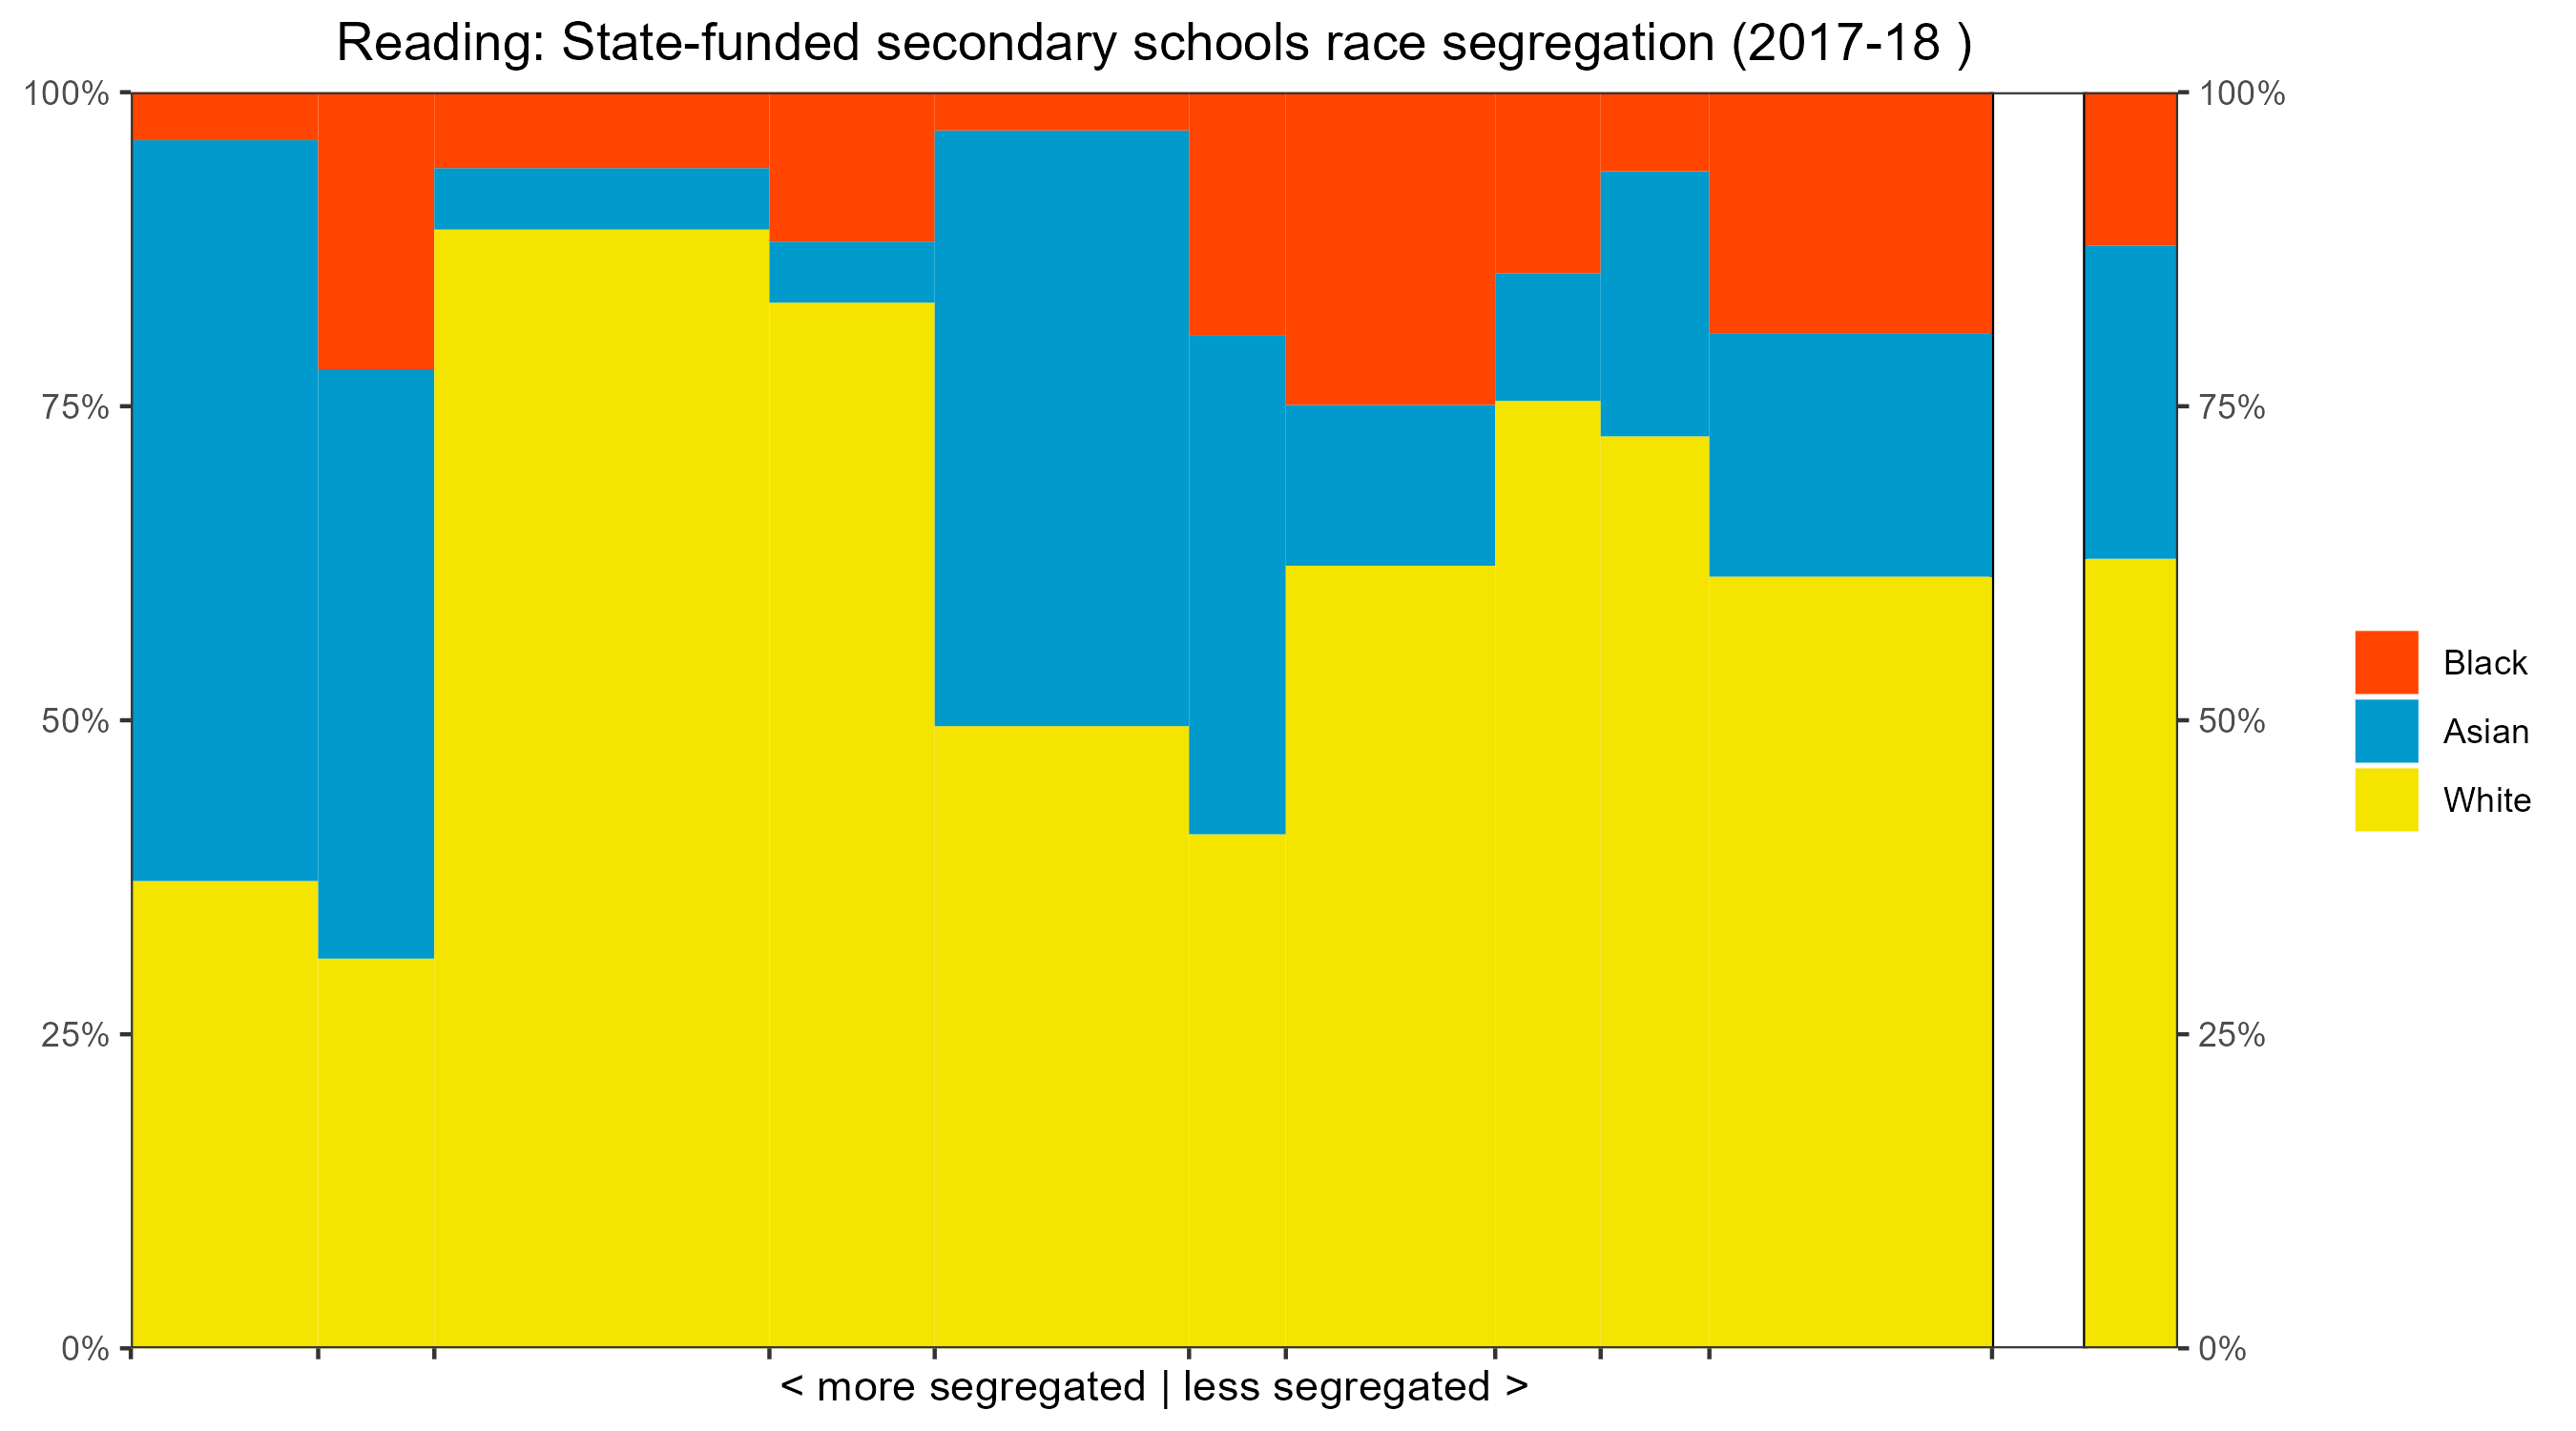 Reading: State-funded secondary schools race segregation (2017-18 )
100%
75%
50%
25%
0%
100%
75%
50%
25%
0%
Black
Asian
White
< more segregated | less segregated >